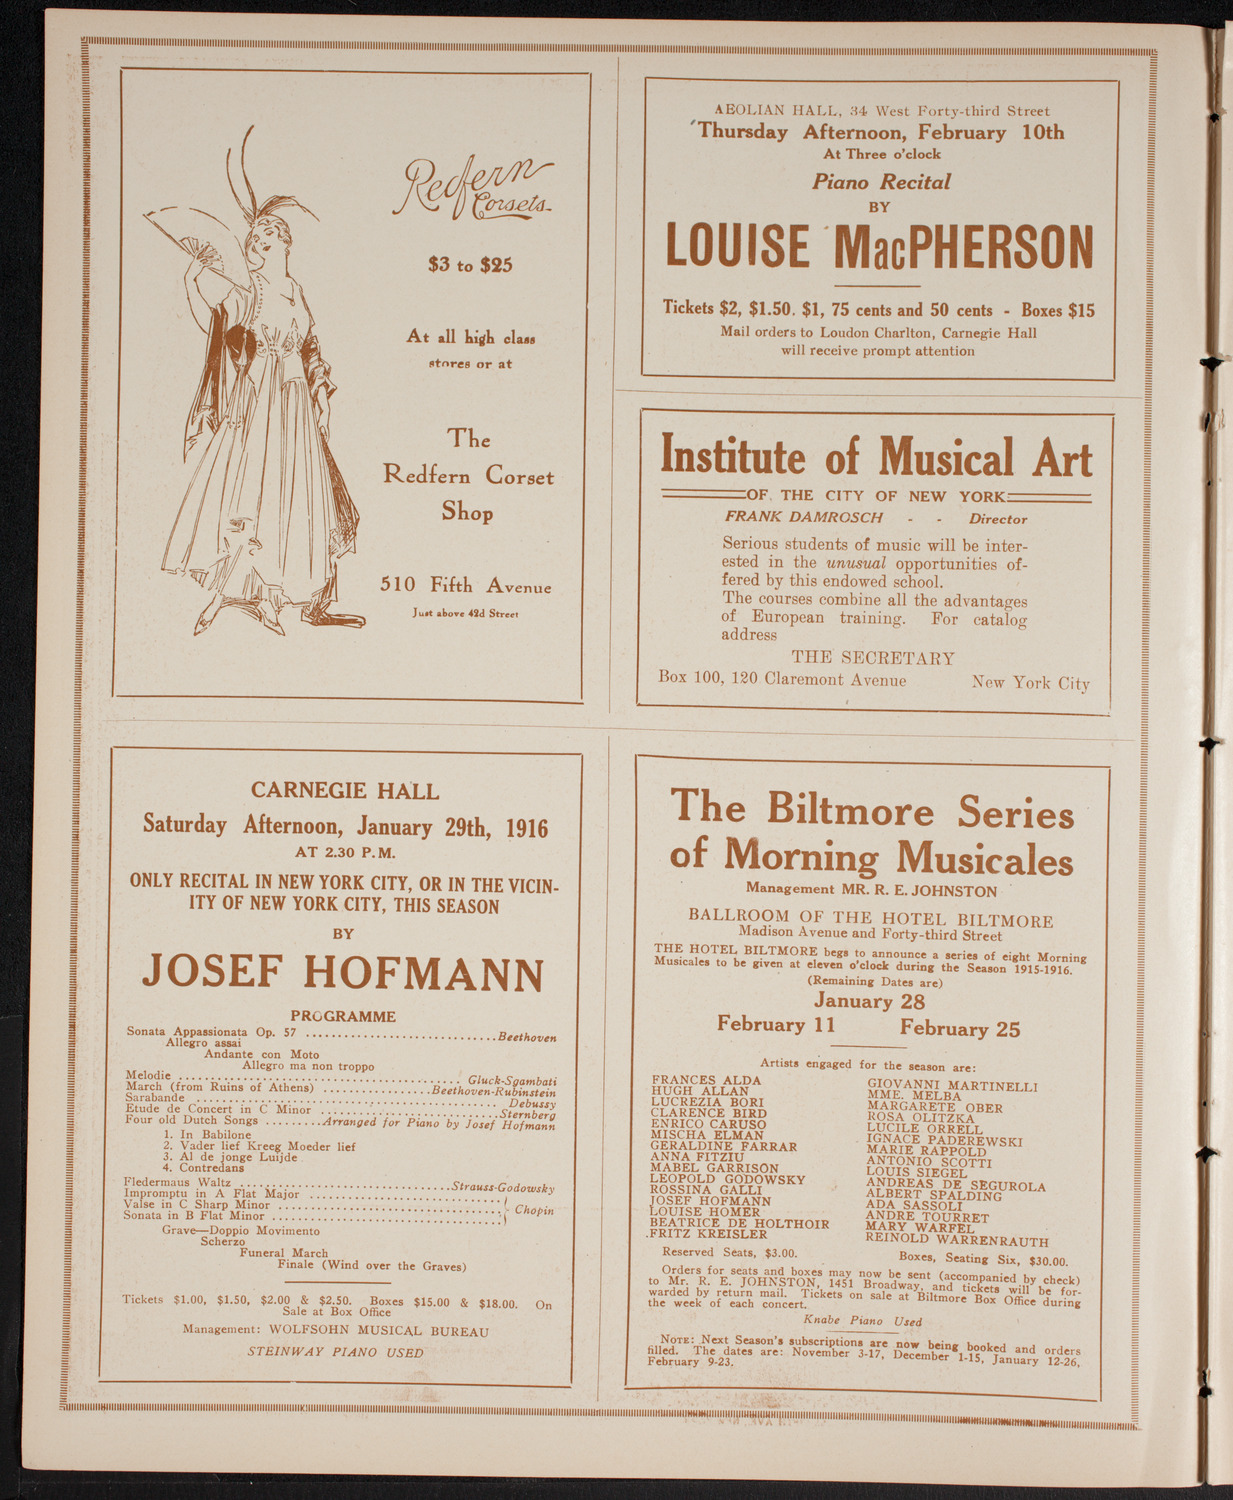 Redfern
Corsets
$3 to $25
At all high class
stores or at
The
Redfern Corset
Shop
510 Fifth Avenue
Just above 42d Street
AEOLIAN HALL, 34 West Forty-third Street
Thursday Afternoon, February 10th
At Three o'clock
Piano Recital
BY
LOUISE MacPHERSON
Tickets $2, $1.50. $1, 75 cents and 50 cents - Boxes $15
Mail orders to Loudon Charlton, Carnegie Hall
will receive prompt attention
Institute of Musical Art
OF THE CITY OF NEW YORK
FRANK DAMROSCH - - Director
Serious students of music will be inter-
ested in the unusual opportunities of-
fered by this endowed school.
The courses combine all the advantages
of European training. For catalog
address
THE SECRETARY
Box 100, 120 Claremont Avenue New York City
CARNEGIE HALL
Saturday Afternoon, January 29th, 1916
AT 2.30 P.M.
ONLY RECITAL IN NEW YORK CITY, OR IN THE VICIN-
ITY OF NEW YORK CITY, THIS SEASON
BY
JOSEF HOFMANN
PROGRAMME
Sonata Appassionata Op. 57 ..............................Beethoven
Allegro assai
Andante con Moto
Allegro ma non troppo
Melodie ............................................. Gluck-Sgambati
March (from Ruins of Athens) .................Beethoven-Rubinstein
Sarabande ................................................ Debussy
Etude de Concert in C Minor .............................Sternberg
Four old Dutch Songs .........Arranged for Piano by Josef Hofmann
1. In Babilone
2. Vader lief Kreeg Moeder lief
3. Al de jonge Luijde
4. Contredans
Fledermaus Waltz ..................................Strauss-Godowsky
Impromptu in A Flat Major ..............................
Valse in C Sharp Minor .................................. Chopin
Sonata in B Flat Minor ....................................
Grave—Doppio Movimento
Scherzo
Funeral March
Finale (Wind over the Graves)
Tickets $1.00, $1.50, $2.00 & $2.50. Boxes $15.00 & $18.00. On
Sale at Box Office
Management: WOLFSOHN MUSICAL BUREAU
STEINWAY PIANO USED
The Biltmore Series
of Morning Musicales
Management MR. R. E. JOHNSTON
BALLROOM OF THE HOTEL BILTMORE
Madison Avenue and Forty-third Street
THE HOTEL BILTMORE begs to announce a series of eight Morning
Musicales to be given at eleven o'clock during the Season 1915-1916.
(Remaining Dates are)
January 28
February 11 February 25
Artists engaged for the season are:
FRANCES ALDA
HUGH ALLAN
LUCREZIA BORI
CLARENCE BIRD
ENRICO CARUSO
MISCHA ELMAN
GERALDINE FARRAR
ANNA FITZIU
MABEL GARRISON
LEOPOLD GODOWSKY
ROSSINA GALLI
JOSEF HOFMANN
LOUISE HOMER
BEATRICE DE HOLTHOIR
FRITZ KREISLER
GIOVANNI MARTINELLI
MME. MELBA
MARGARETE OBER
ROSA OLITZKA
LUCILE ORRELL
IGNACE PADEREWSKI
MARIE RAPPOLD
ANTONIO SCOTTI
LOUIS SIEGEL
ANDREAS DE SEGUROLA
ALBERT SPALDING
ADA SASSOLI
ANDRE TOURRET
MARY WARFEL
REINOLD WARRENRAUTH
Reserved Seats, $3.00. Boxes, Seating Six, $30.00.
Orders for seats and boxes may now be sent (accompanied by check)
to Mr. R. E. JOHNSTON, 1451 Broadway, and tickets will be for-
warded by return mail. Tickets on sale at Biltmore Box Office during
the week of each concert.
Knabe Piano Used
NOTE: Next Season's subscriptions are now being booked and orders
filled. The dates are: November 3-17, December 1-15, January 12-26,
February 9-23.